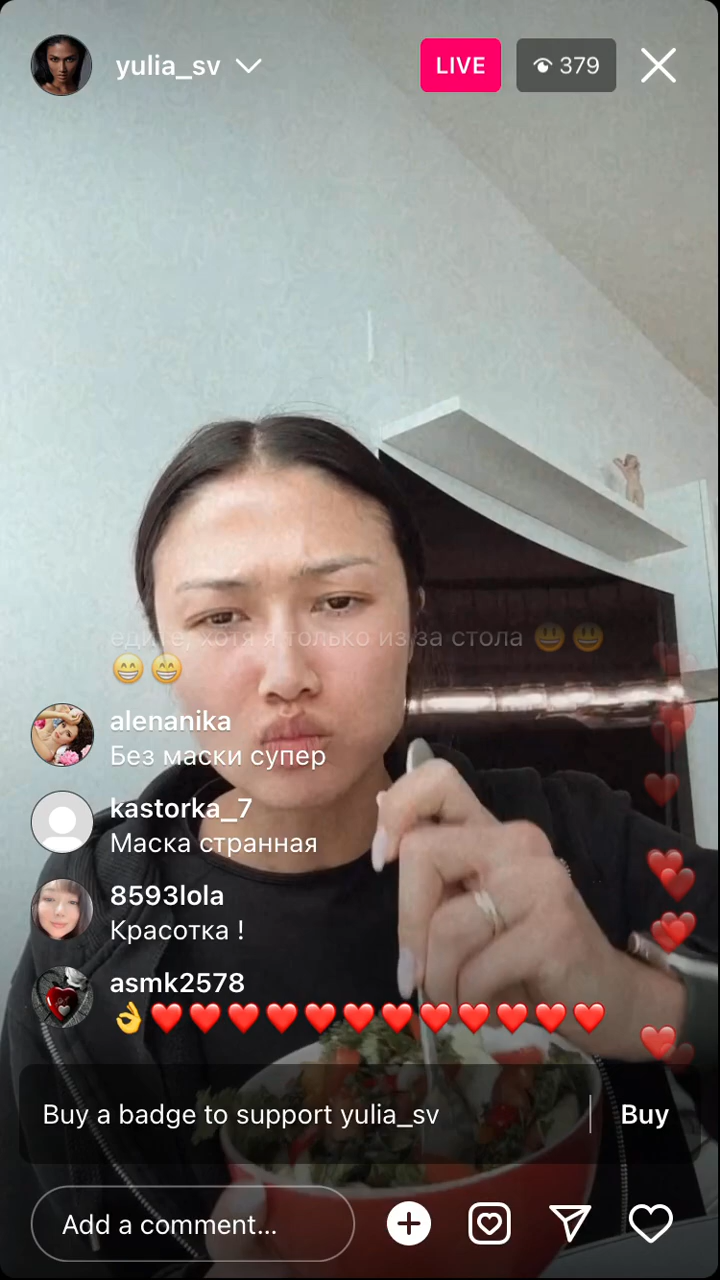 yulia_sv
LIVE
379
едите, хотя я только из за стола 😃 😃
😁 😁
alenanika
Без маски супер
kastorka_7
Маска странная
8593lola
Красотка !
asmk2578
👌❤️❤️❤️❤️❤️❤️❤️❤️❤️❤️❤️❤️
Buy a badge to support yulia_sv
Buy
Add a comment...